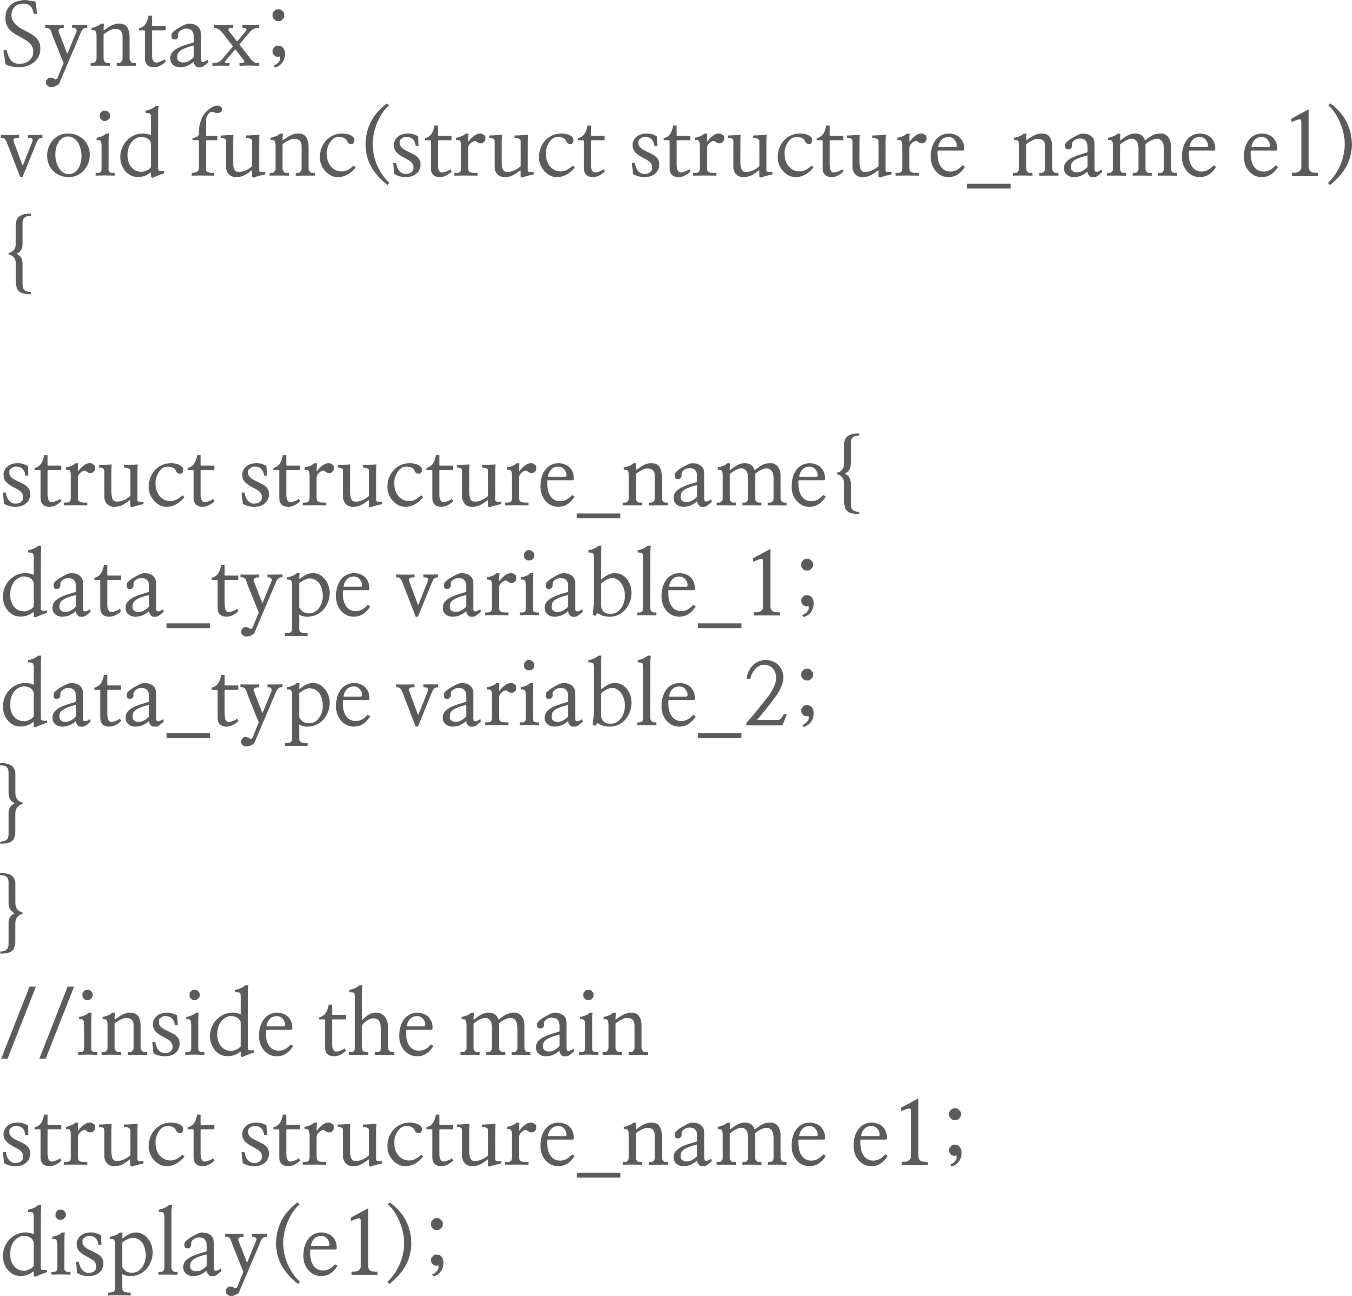 Syntax;
void func(struct structure_name e1)
{
struct structure_name{
data_type variable_1;
data_type variable_2;
}
}
//inside the main
struct structure_name e1;
display(e1);